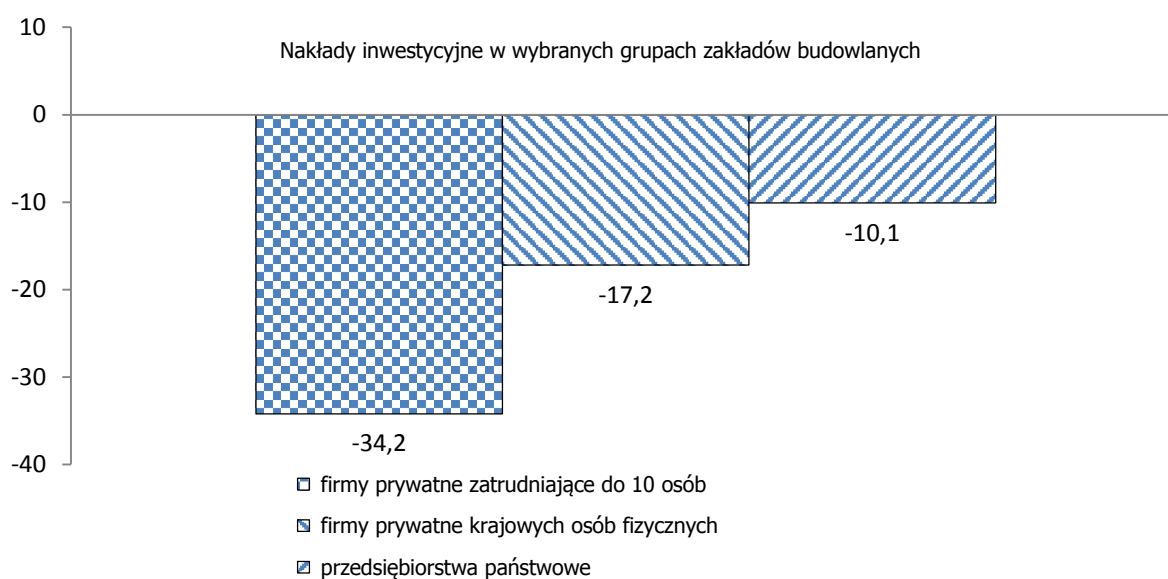 Nakłady inwestycyjne w wybranych grupach zakładów budowlanych
10
0
-10
-20
-30
-40
-34,2
-17,2
-10,1
firmy prywatne zatrudniające do 10 osób
firmy prywatne krajowych osób fizycznych
przedsiębiorstwa państwowe